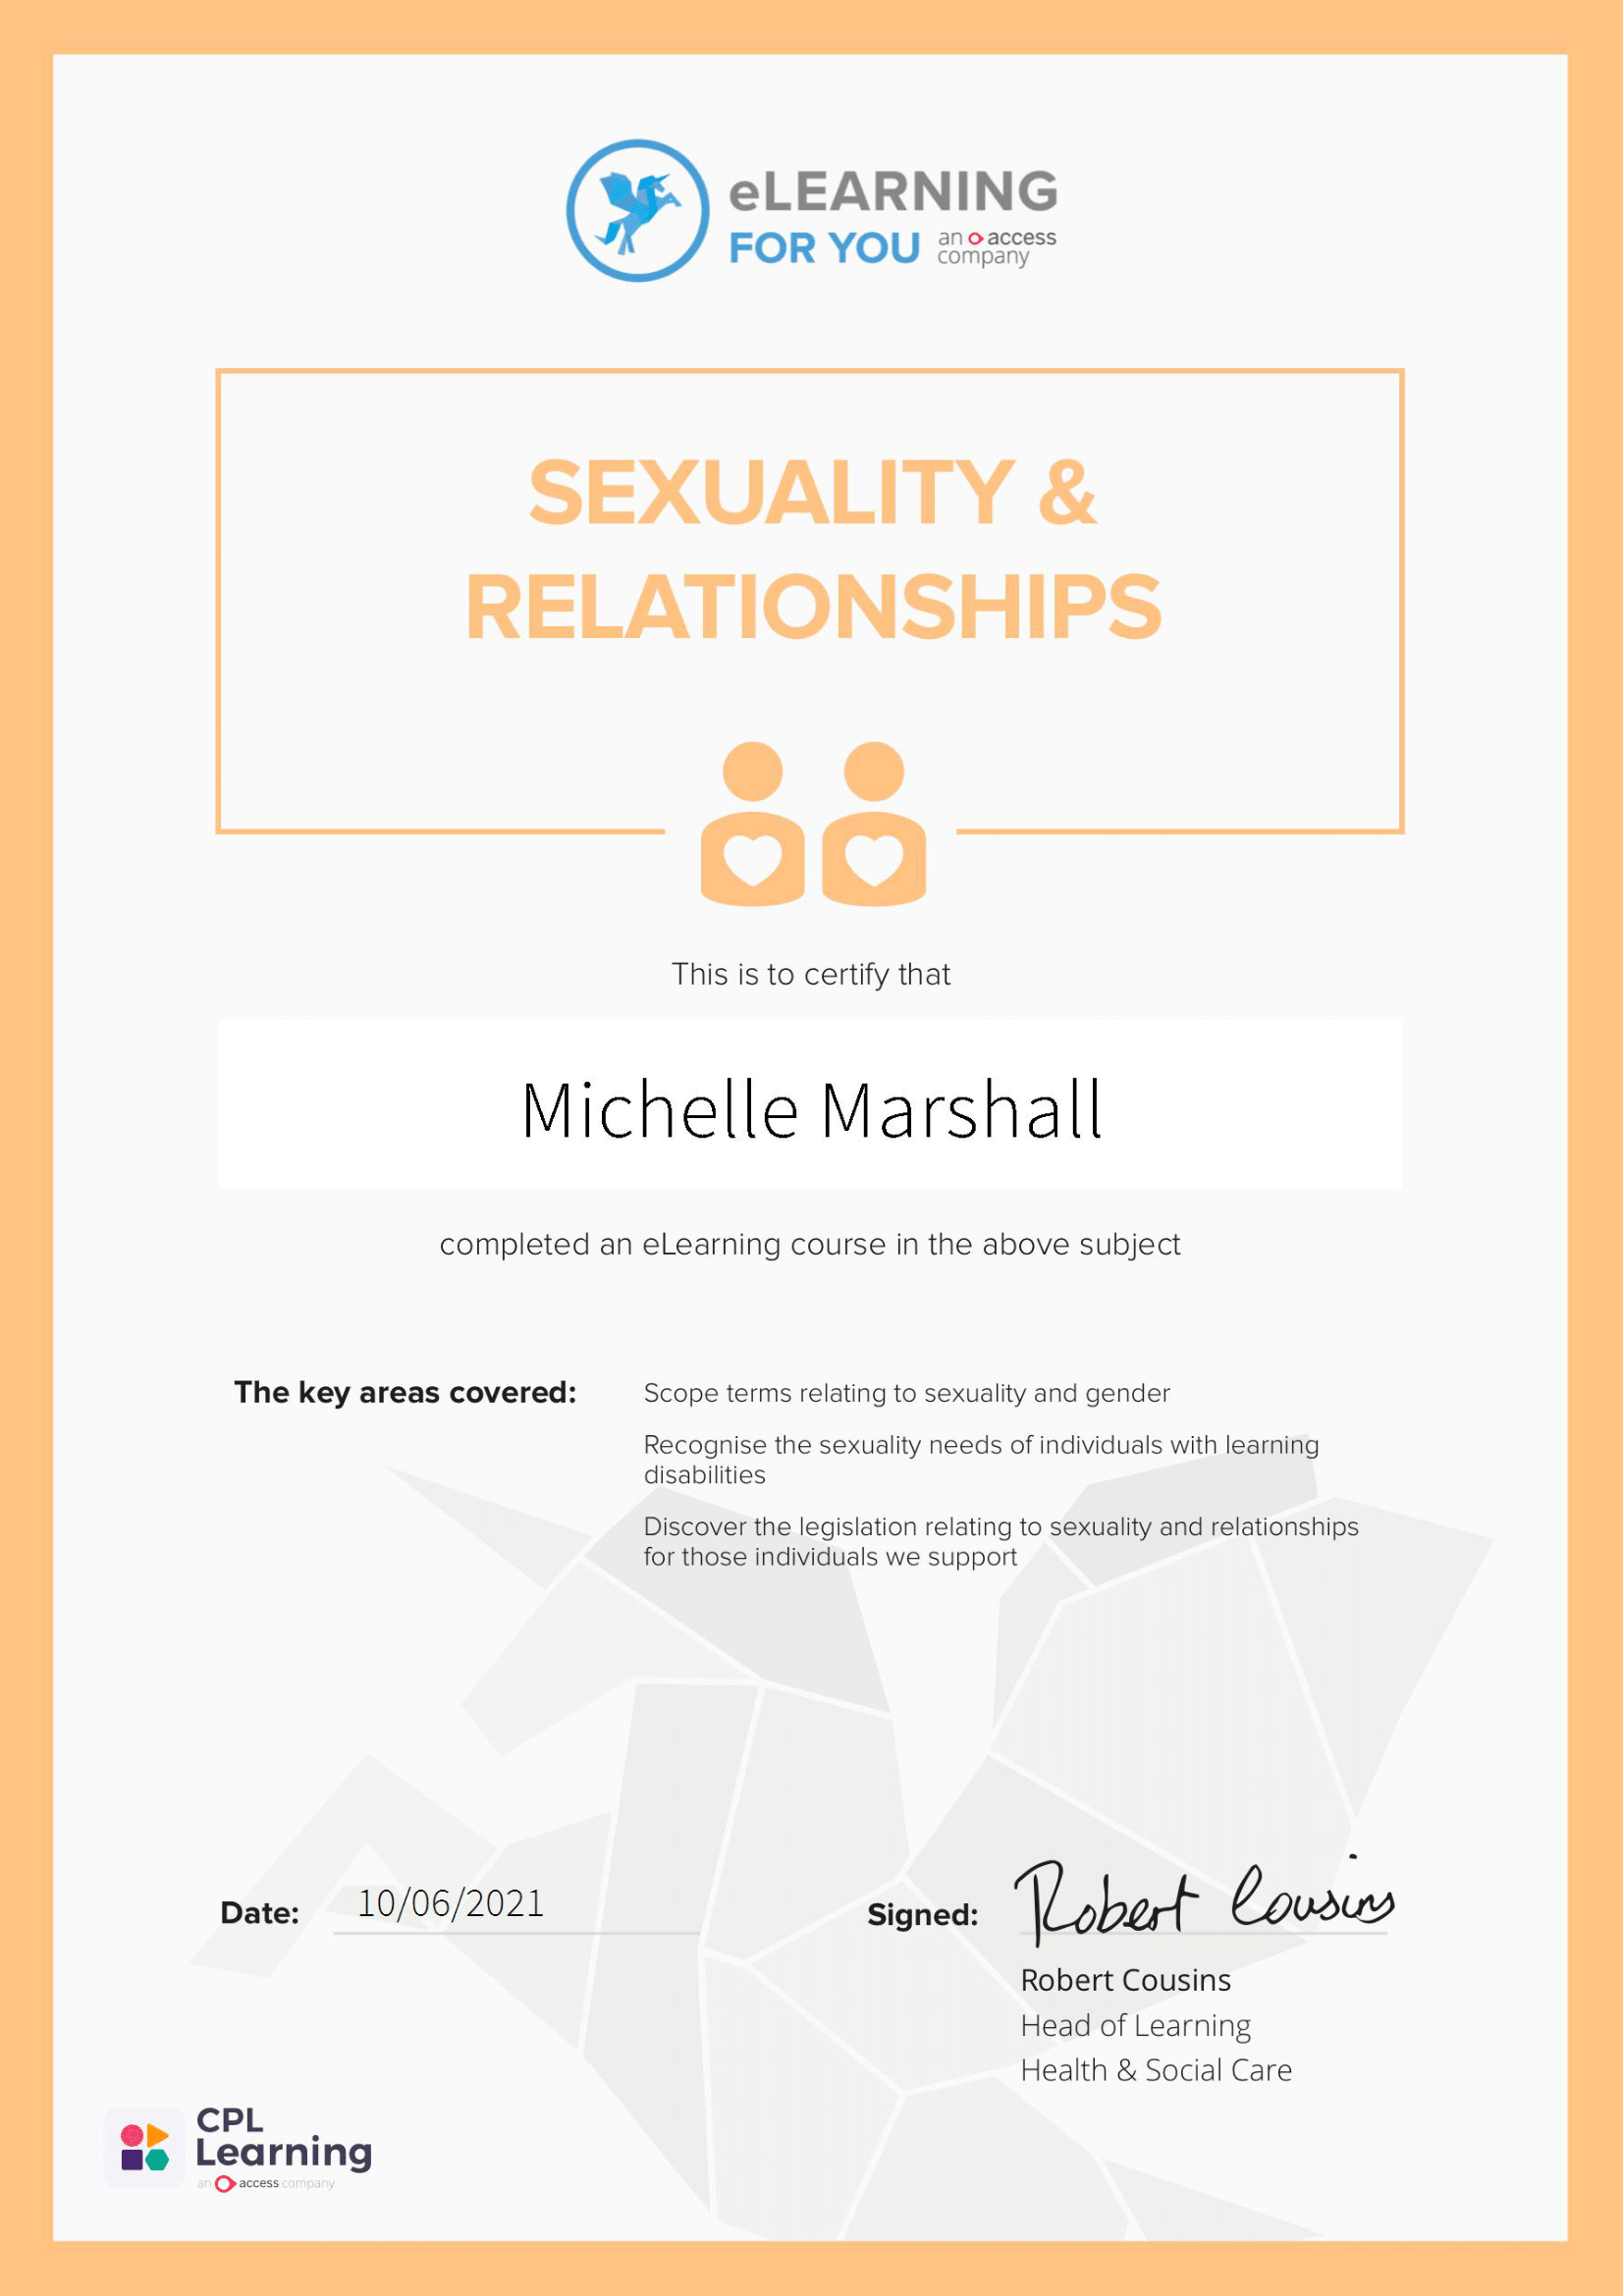 eLEARNING
FOR YOU an access
company
SEXUALITY &
RELATIONSHIPS
This is to certify that
Michelle Marshall
completed an eLearning course in the above subject
The key areas covered:
Scope terms relating to sexuality and gender
Recognise the sexuality needs of individuals with learning
disabilities
Discover the legislation relating to sexuality and relationships
for those individuals we support
Date: 10/06/2021
Signed: Robert Cousins
Robert Cousins
Head of Learning
Health & Social Care
CPL
Learning
an access company